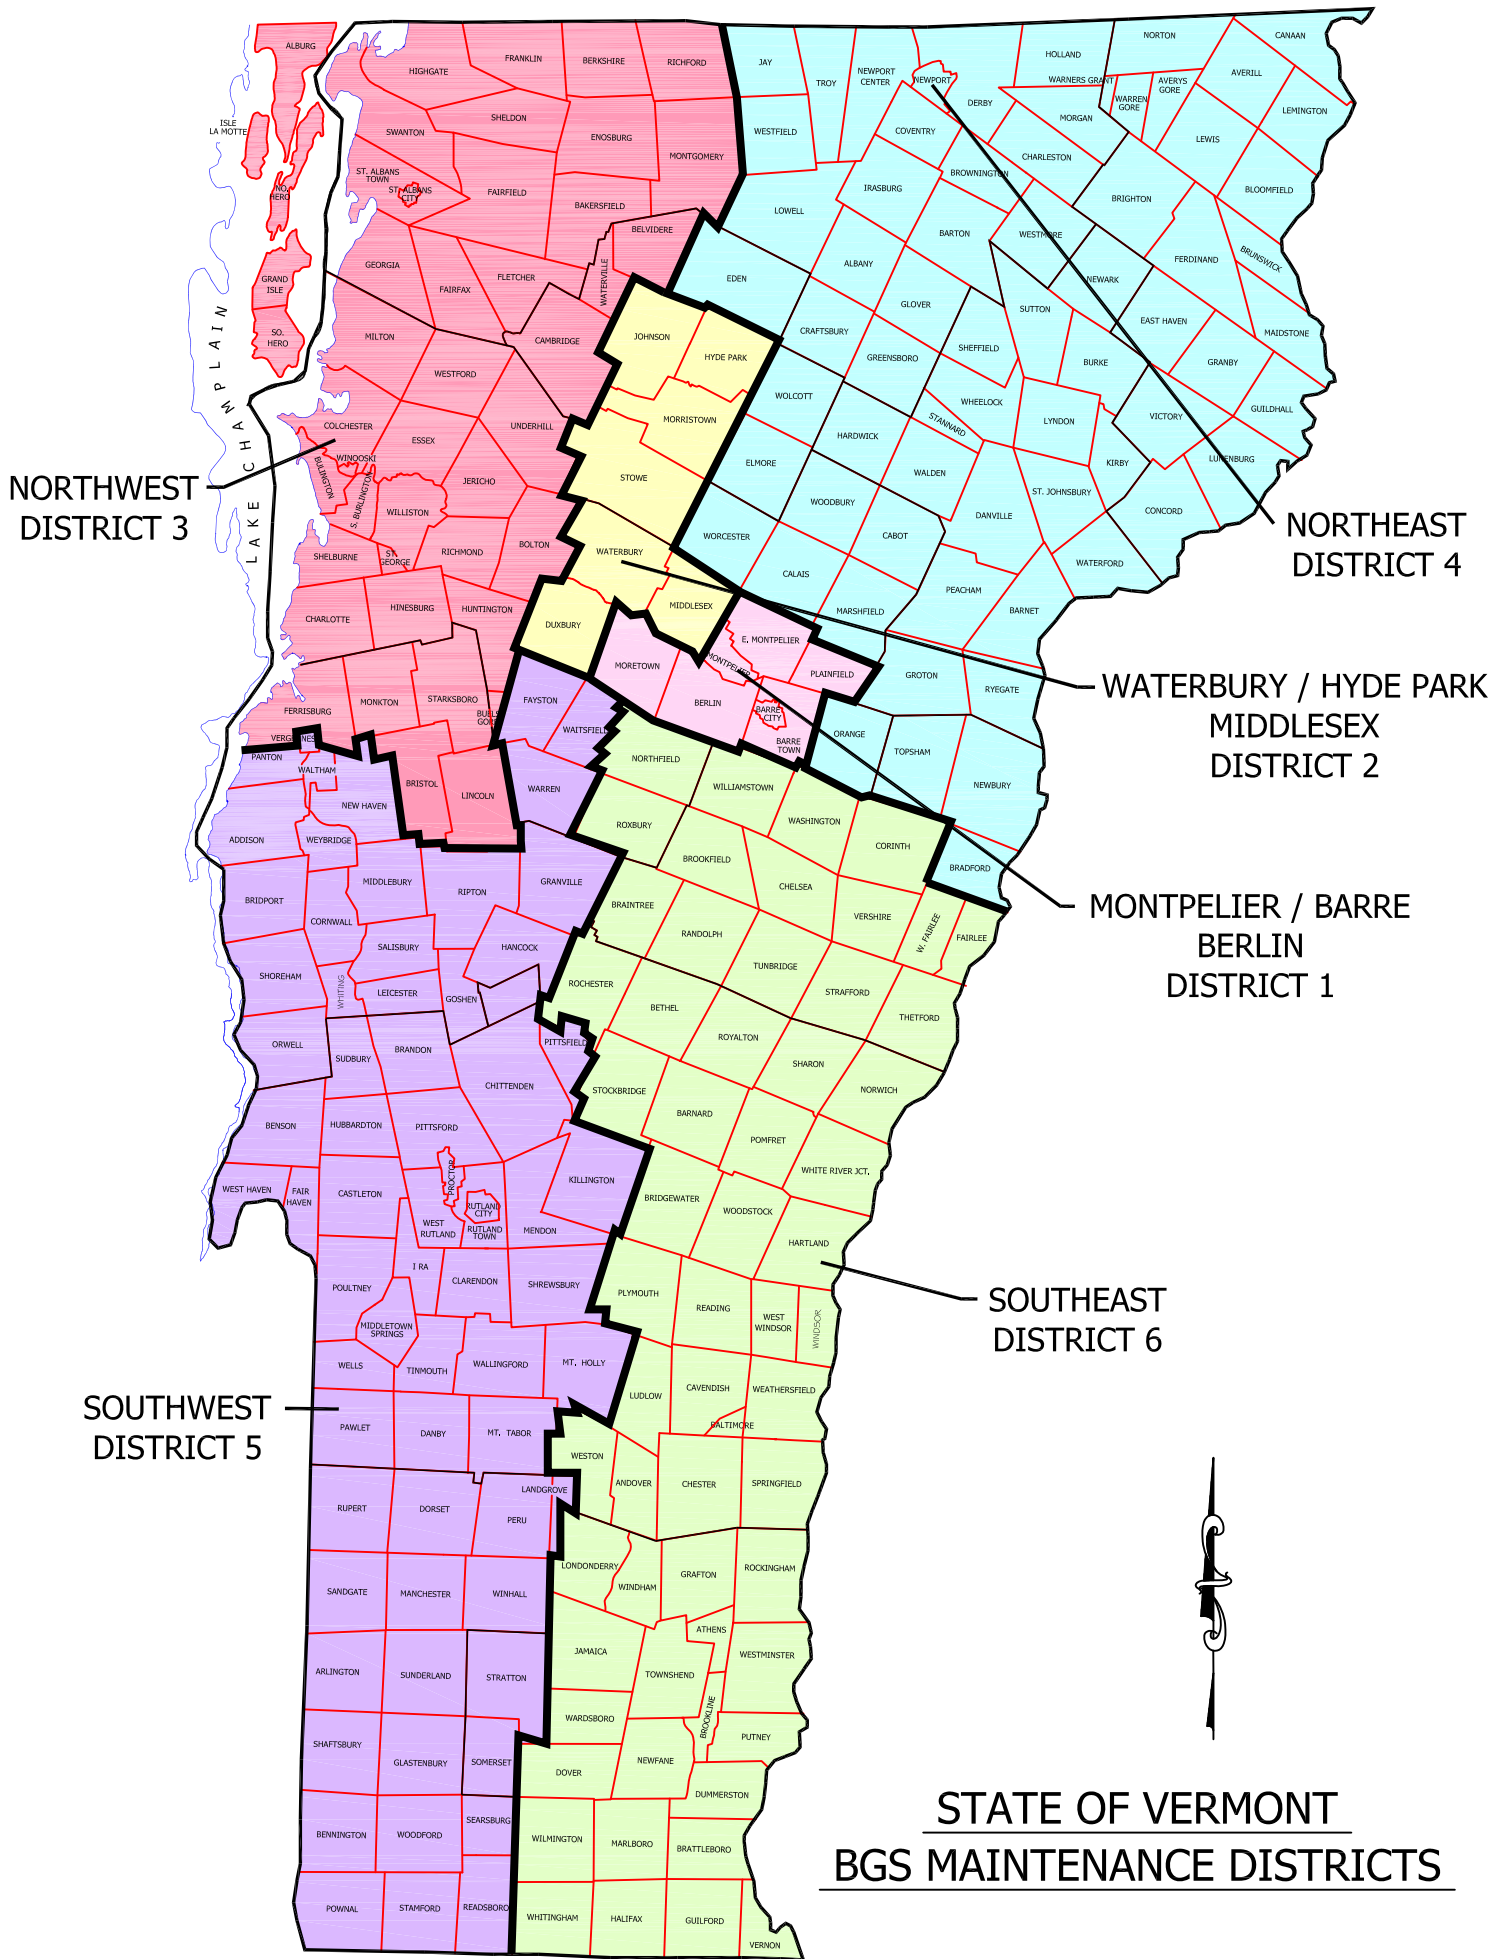 ALBURG
HIGHGATE
FRANKLIN
BERKSHIRE
RICHFORD
JAY
TROY
NEWPORT
CENTER
NEWPORT
DERBY
HOLLAND
WARNERS GRANT
NORTON
CANAAN
AVERILL
AVERYS
GORE
WARREN
GORE
LEMINGTON
ISLE
LA MOTTE
SWANTON
SHELDON
ENOSBURG
MONTGOMERY
WESTFIELD
COVENTRY
MORGAN
LEWIS
CHARLESTON
BLOOMFIELD
ST. ALBANS
TOWN
ST. ALBANS
CITY
NO.
HERO
FAIRFIELD
BAKERSFIELD
BELVIDERE
LOWELL
IRASBURG
BROWNINGTON
BRIGHTON
BARTON
WESTMORE
BRUNSWICK
FERDINAND
GEORGIA
FAIRFAX
FLETCHER
WATERVILLE
EDEN
ALBANY
GLOVER
NEWARK
GRAND
ISLE
SO.
HERO
MILTON
CAMBRIDGE
JOHNSON
HYDE PARK
CRAFTSBURY
GREENSBORO
SHEFFIELD
SUTTON
EAST HAVEN
MAIDSTONE
BURKE
GRANBY
WESTFORD
MORRISTOWN
WOLCOTT
WHEELOCK
STANNARD
LYNDON
VICTORY
GUILDHALL
LAKE CHAMPLAIN
COLCHESTER
ESSEX
UNDERHILL
HARDWICK
WINOOSKI
BULINGTON
S. BURLINGTON
JERICHO
STOWE
ELMORE
WALDEN
KIRBY
LUNENBURG
NORTHWEST
DISTRICT 3
WILLISTON
WOODBURY
ST. JOHNSBURY
DANVILLE
CONCORD
NORTHEAST
DISTRICT 4
SHELBURNE
ST.
GEORGE
RICHMOND
BOLTON
WATERBURY
WORCESTER
CABOT
WATERFORD
CALAIS
PEACHAM
BARNET
CHARLOTTE
HINESBURG
HUNTINGTON
DUXBURY
MIDDLESEX
MARSHFIELD
E. MONTPELIER
MORETOWN
MONTPELIER
PLAINFIELD
GROTON
RYEGATE
WATERBURY / HYDE PARK
MIDDLESEX
DISTRICT 2
FERRISBURG
MONKTON
STARKSBORO
BUELS
GORE
FAYSTON
WAITSFIELD
BERLIN
BARRE
CITY
BARRE
TOWN
ORANGE
TOPSHAM
VERGENNES
PANTON
WALTHAM
NEW HAVEN
BRISTOL
LINCOLN
WARREN
NORTHFIELD
WILLIAMSTOWN
NEWBURY
ADDISON
WEYBRIDGE
ROXBURY
WASHINGTON
CORINTH
BROOKFIELD
CHELSEA
BRADFORD
BRIDPORT
MIDDLEBURY
RIPTON
GRANVILLE
BRAINTREE
VERSHIRE
W. FAIRLEE
FAIRLEE
MONTPELIER / BARRE
BERLIN
DISTRICT 1
CORNWALL
SALISBURY
HANCOCK
RANDOLPH
TUNBRIDGE
SHOREHAM
WHITING
LEICESTER
GOSHEN
ROCHESTER
BETHEL
STRAFFORD
THETFORD
ORWELL
SUDBURY
BRANDON
PITTSFIELD
ROYALTON
SHARON
CHITTENDEN
STOCKBRIDGE
NORWICH
BENSON
HUBBARDTON
PITTSFORD
BARNARD
POMFRET
WEST HAVEN
FAIR
HAVEN
CASTLETON
PROCTOR
KILLINGTON
WHITE RIVER JCT.
RUTLAND
CITY
BRIDGEWATER
WOODSTOCK
WEST
RUTLAND
RUTLAND
TOWN
MENDON
HARTLAND
I RA
POULTNEY
CLARENDON
SHREWSBURY
PLYMOUTH
READING
WEST
WINDSOR
WINDSOR
SOUTHEAST
DISTRICT 6
MIDDLETOWN
SPRINGS
WELLS
TINMOUTH
WALLINGFORD
MT. HOLLY
LUDLOW
CAVENDISH
WEATHERSFIELD
SOUTHWEST
DISTRICT 5
PAWLET
DANBY
MT. TABOR
BALTIMORE
WESTON
ANDOVER
CHESTER
SPRINGFIELD
LANDGROVE
RUPERT
DORSET
PERU
LONDONDERRY
WINDHAM
GRAFTON
ROCKINGHAM
SANDGATE
MANCHESTER
WINHALL
ATHENS
JAMAICA
WESTMINSTER
ARLINGTON
SUNDERLAND
STRATTON
TOWNSHEND
WARDSBORO
BROOKLINE
PUTNEY
SHAFTSBURY
GLASTENBURY
SOMERSET
DOVER
NEWFANE
DUMMERSTON
SEARSBURG
BENNINGTON
WOODFORD
WILMINGTON
MARLBORO
BRATTLEBORO
POWNAL
STAMFORD
READSBORO
WHITINGHAM
HALIFAX
GUILFORD
VERNON
STATE OF VERMONT
BGS MAINTENANCE DISTRICTS